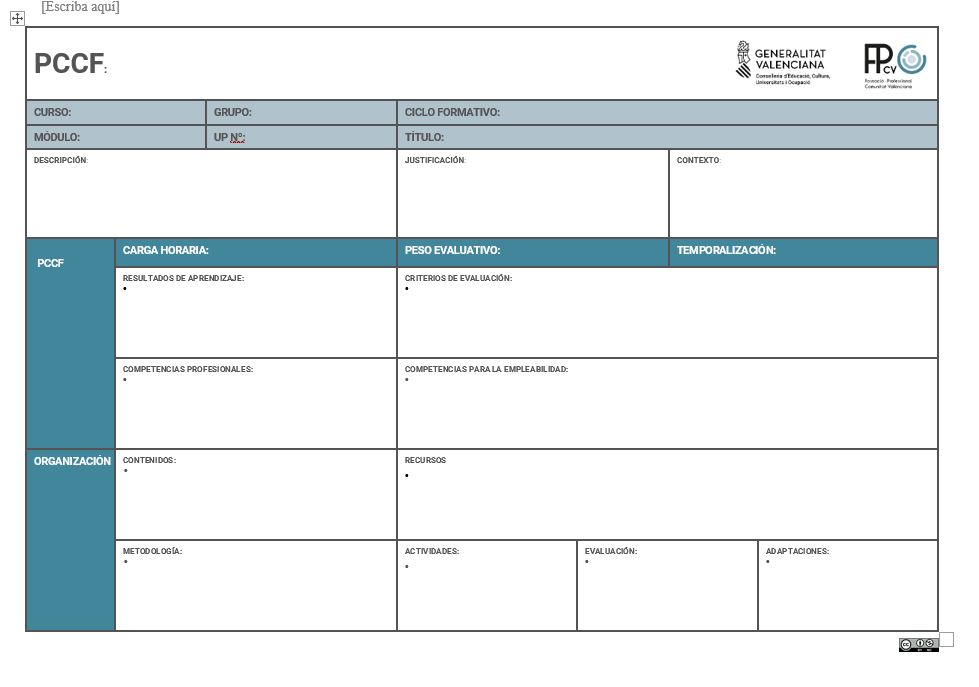 [Escriba aquí]
PCCF:
GENERALITAT
VALENCIANA
Conselleria d'Educació, Cultura,
Universitats i Ocupació
FP
CV
Formació Professional
Comunitat Valenciana
CURSO:
GRUPO:
CICLO FORMATIVO:
MÓDULO:
UP Nº:
TÍTULO:
DESCRIPCIÓN:
JUSTIFICACIÓN:
CONTEXTO:
PCCF
CARGA HORARIA:
PESO EVALUATIVO:
TEMPORALIZACIÓN:
RESULTADOS DE APRENDIZAJE:
•
CRITERIOS DE EVALUACIÓN:
•
COMPETENCIAS PROFESIONALES:
•
COMPETENCIAS PARA LA EMPLEABILIDAD:
•
ORGANIZACIÓN
CONTENIDOS:
•
RECURSOS
•
METODOLOGÍA:
•
ACTIVIDADES:
•
EVALUACIÓN:
•
ADAPTACIONES:
•
cc